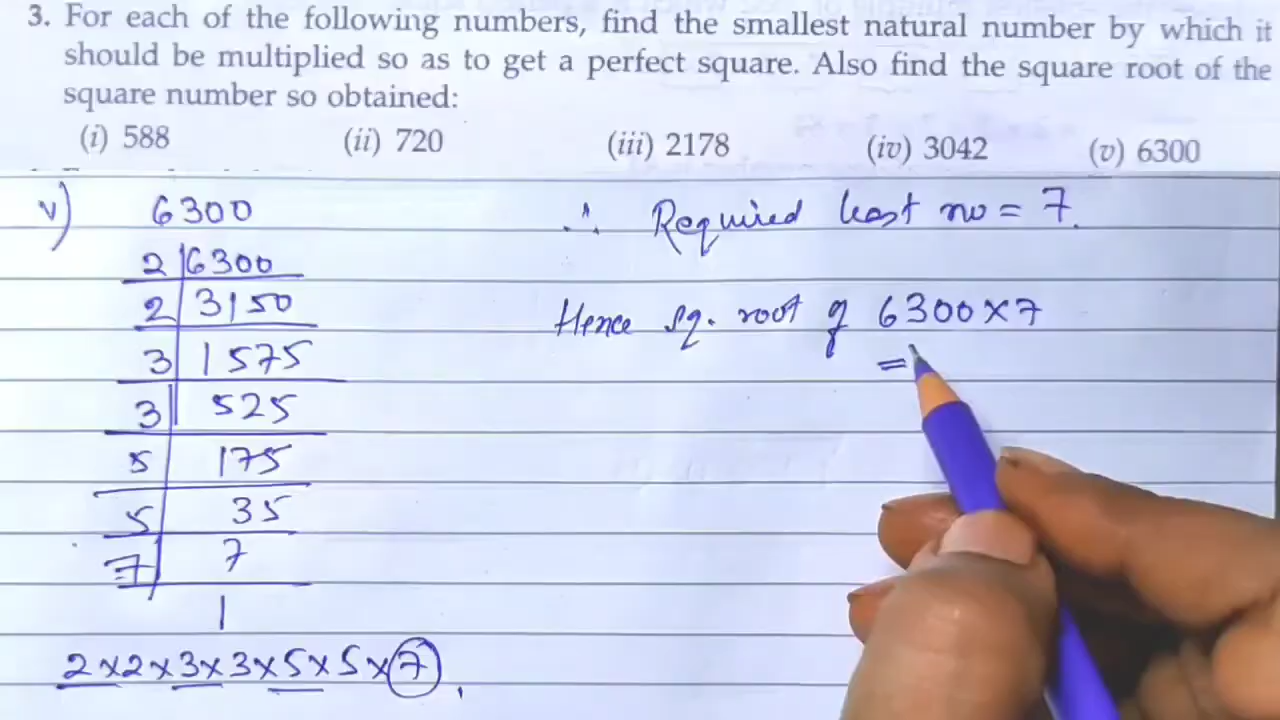 3. For each of the following numbers, find the smallest natural number by which it
should be multiplied so as to get a perfect square. Also find the square root of the
square number so obtained:
(i) 588 (ii) 720 (iii) 2178 (iv) 3042 (v) 6300
v) 6300
2 6300
2 3150
3 1575
3 525
5 175
5 35
7 7
1
2×2×3×3×5×5×7,
∴ Required least no = 7.
Hence sq. root of 6300×7
=